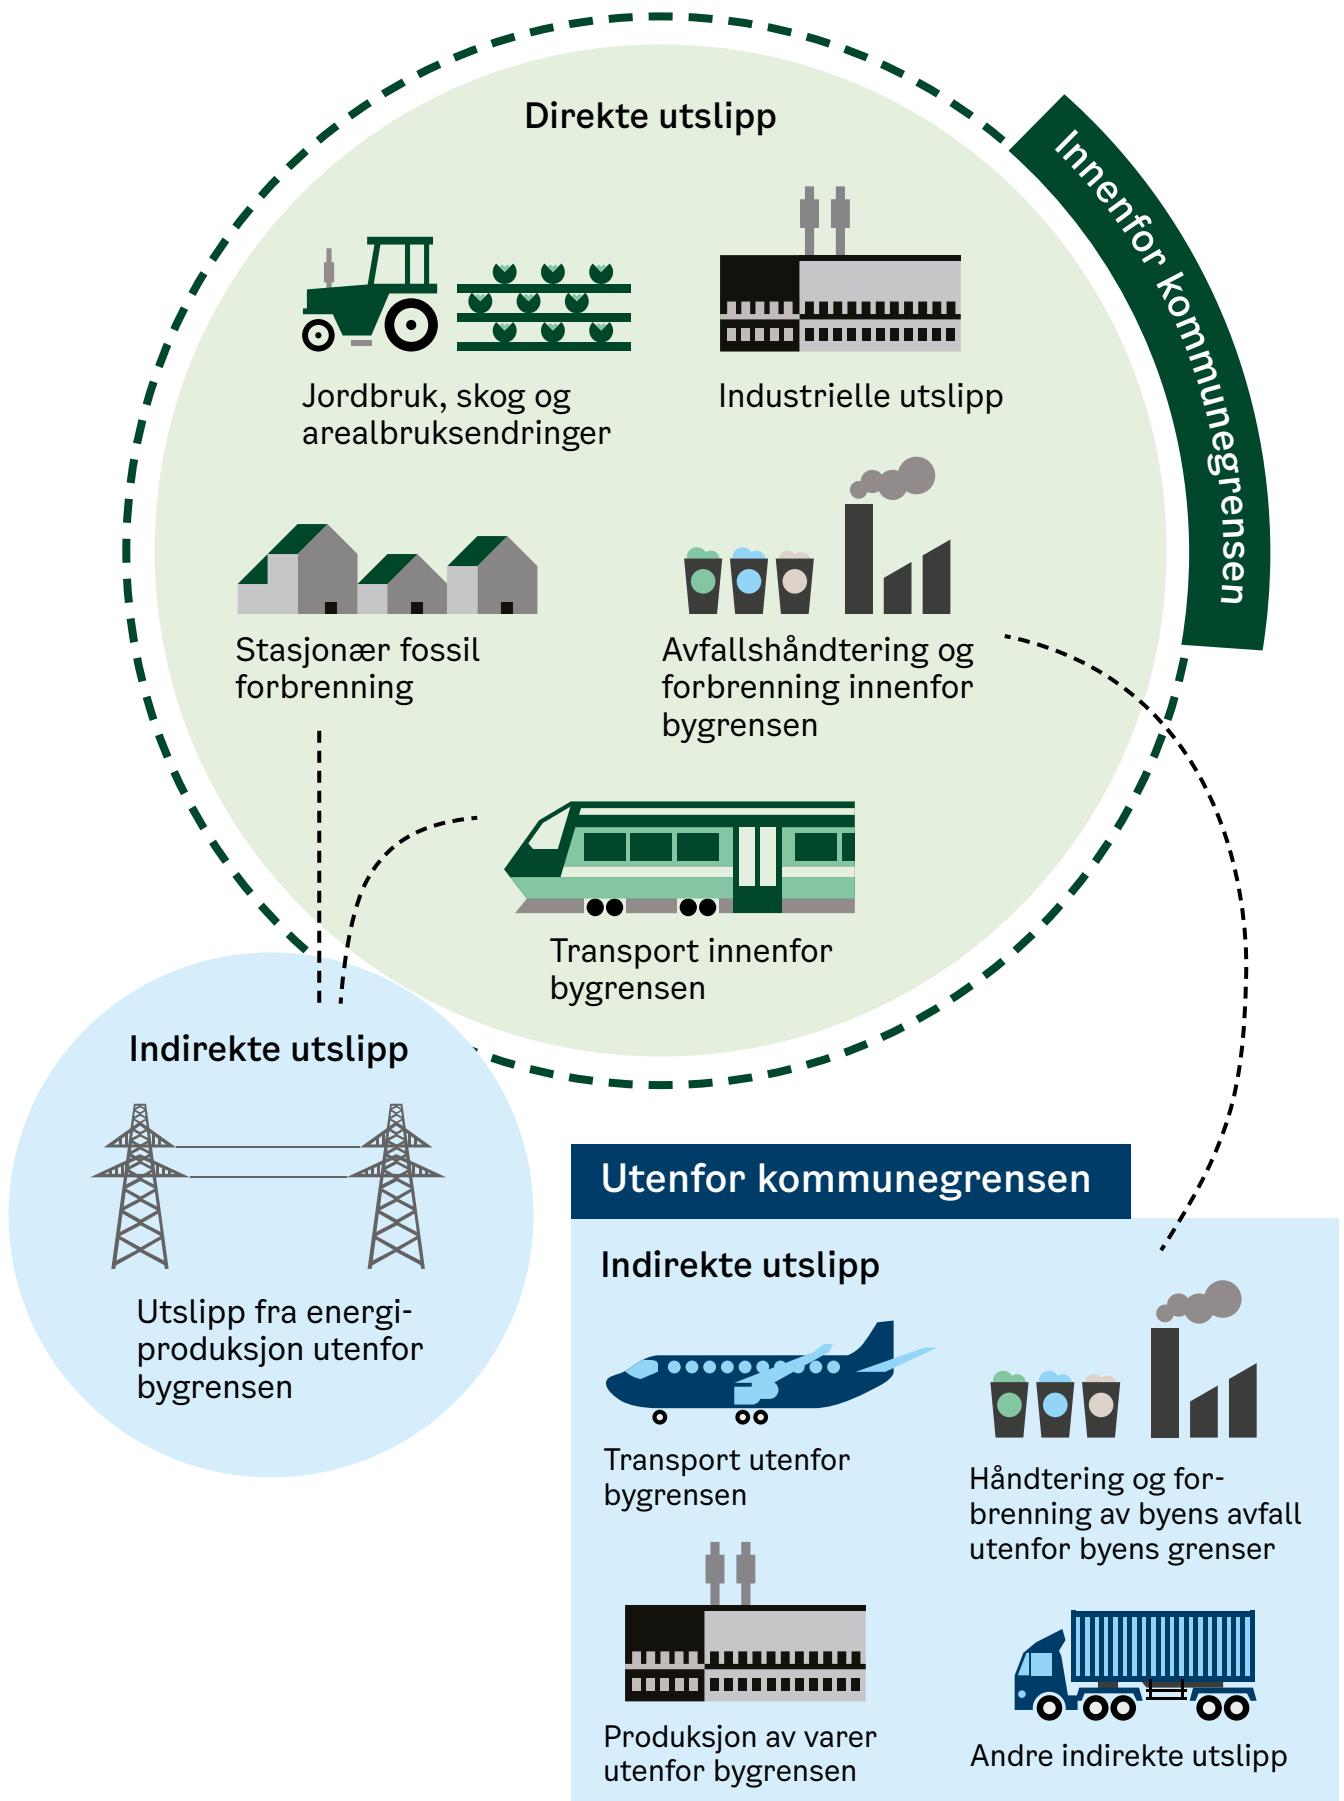 Direkte utslipp
Innenfor kommunegrensen
Jordbruk, skog og
arealbruksendringer
Industrielle utslipp
Stasjonær fossil
forbrenning
Avfallshåndtering og
forbrenning innenfor
bygrensen
Transport innenfor
bygrensen
Indirekte utslipp
Utslipp fra energi-
produksjon utenfor
bygrensen
Utenfor kommunegrensen
Indirekte utslipp
Transport utenfor
bygrensen
Håndtering og for-
brenning av byens avfall
utenfor byens grenser
Produksjon av varer
utenfor bygrensen
Andre indirekte utslipp